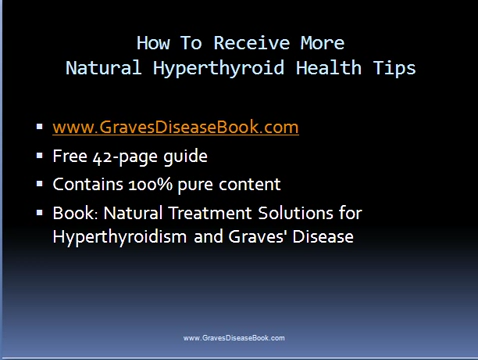 How To Receive More
Natural Hyperthyroid Health Tips
www.GravesDiseaseBook.com
Free 42-page guide
Contains 100% pure content
Book: Natural Treatment Solutions for
Hyperthyroidism and Graves' Disease
www.GravesDiseaseBook.com